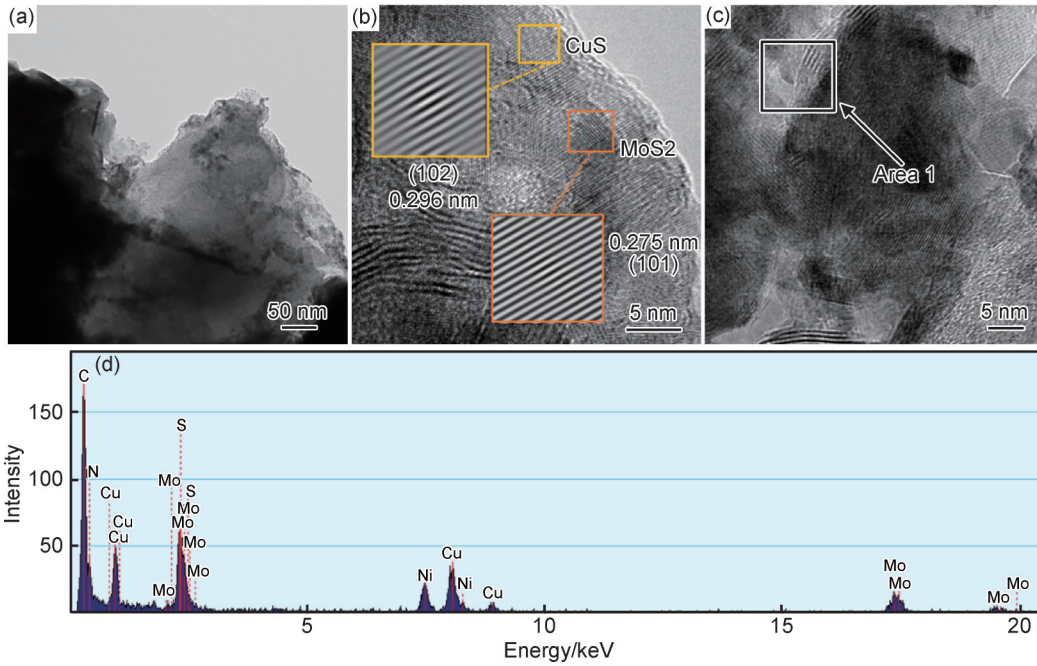 (a)
50 nm
(b)
CuS
MoS2
(102)
0.296 nm
0.275 nm
(101)
5 nm
(c)
Area 1
5 nm
(d)
Intensity
150
100
50
C
N
Cu
Cu
Cu
Mo
S
Mo
S
Mo
Mo
Mo
Mo
Ni
Cu
Ni
Cu
Mo
Mo
Mo
Mo
5
10
15
20
Energy/keV